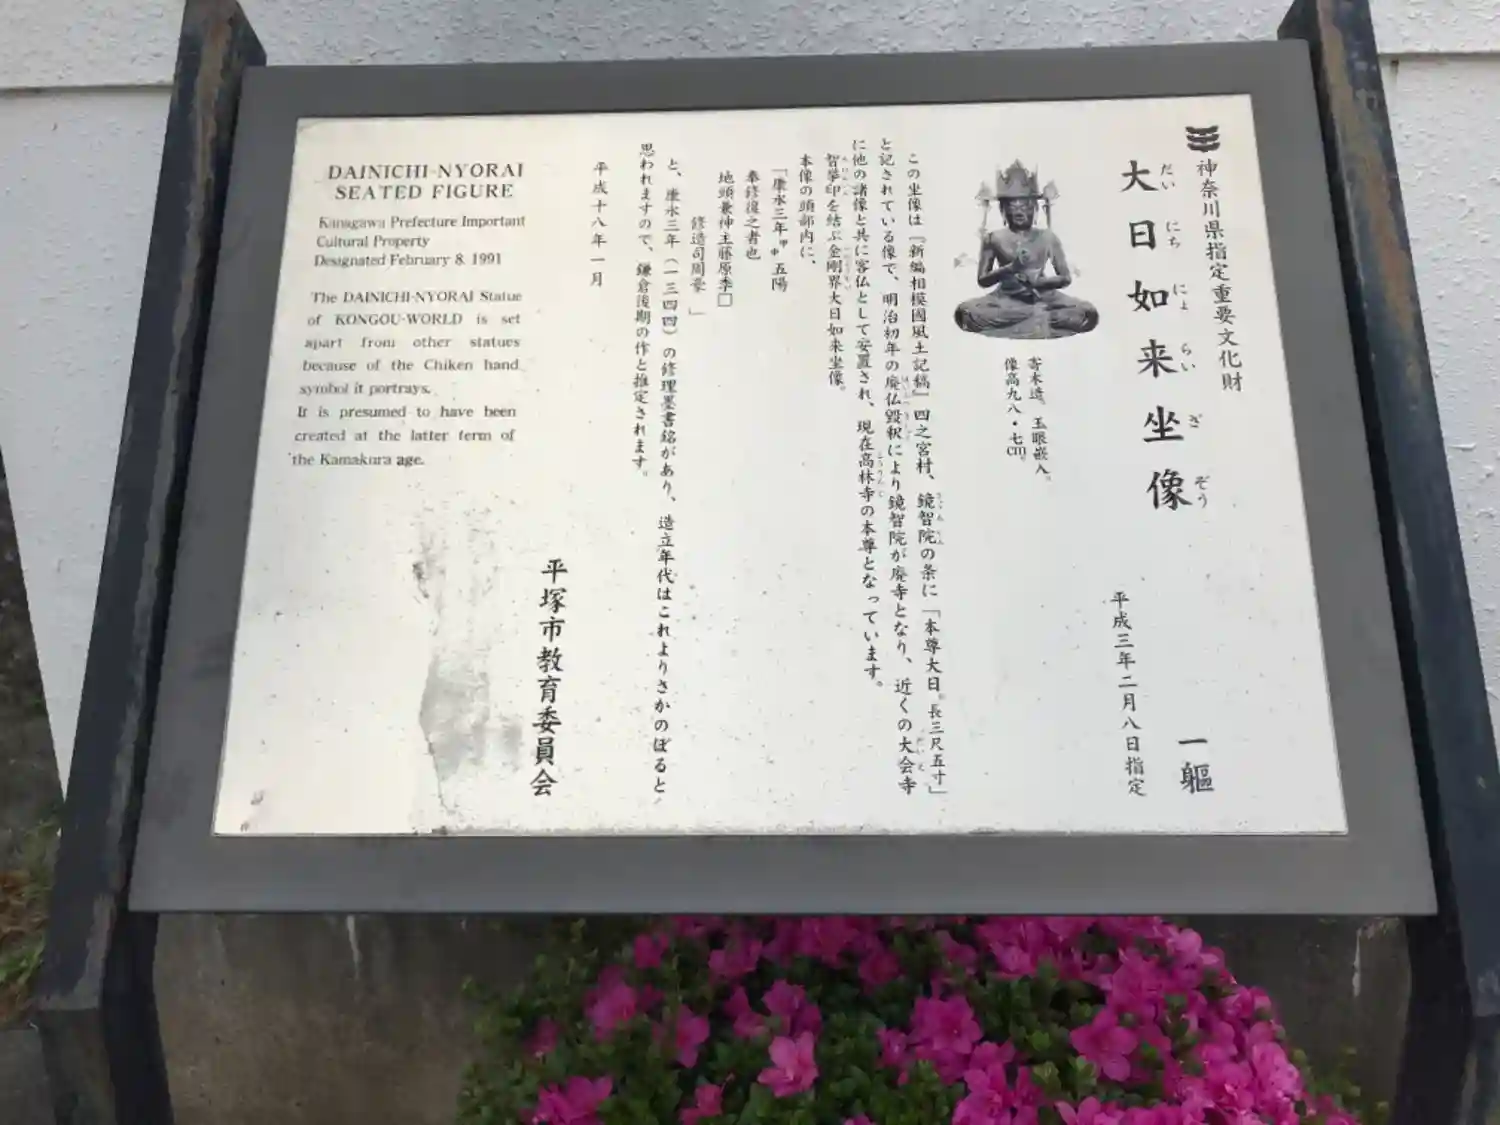 神奈川県指定重要文化財
大日如来坐像
だいにちにょらいざぞう
一軀
平成三年二月八日指定
寄木造、玉眼嵌入。
像高九八・七cm。
この坐像は『新編相模國風土記稿』四之宮村、鏡智院の条に「本尊大日。長三尺五寸」
と記されている像で、明治初年の廃仏毀釈により鏡智院が廃寺となり、近くの大会寺
に他の諸像と共に客仏として安置され、現在高林寺の本尊となっています。
智拳印を結ぶ金剛界大日如来坐像。
本像の頭部内に、
「康永三年甲申五陽
奉修復之者也
地頭兼神主藤原季□
修造司周豪」
と、康永三年(一三四四)の修理墨書銘があり、造立年代はこれよりさかのぼると
思われますので、鎌倉後期の作と推定されます。
平成十八年一月
平塚市教育委員会
DAINICHI-NYORAI
SEATED FIGURE
Kanagawa Prefecture Important
Cultural Property
Designated February 8. 1991
The DAINICHI-NYORAI Statue
of KONGOU-WORLD is set
apart from other statues
because of the Chiken hand
symbol it portrays.
It is presumed to have been
created at the latter term of
the Kamakura age.